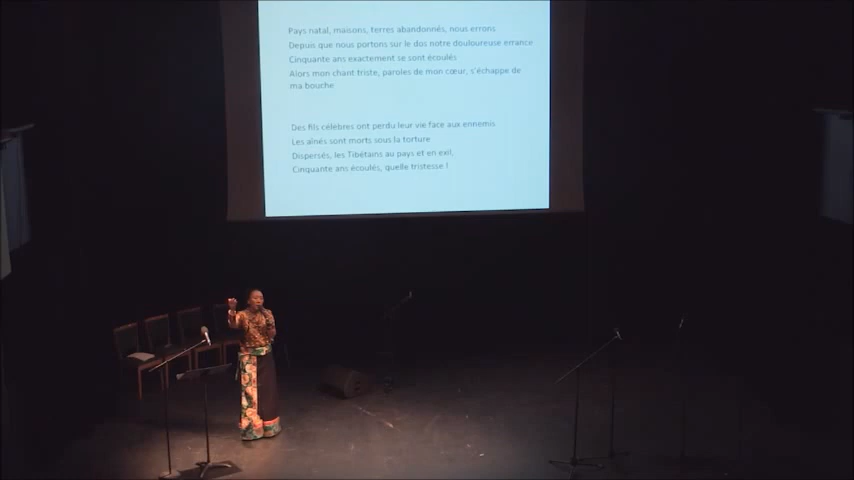 Pays natal, maisons, terres abandonnés, nous errons
Depuis que nous portons sur le dos notre douloureuse errance
Cinquante ans exactement se sont écoulés
Alors mon chant triste, paroles de mon cœur, s'échappe de
ma bouche
Des fils célèbres ont perdu leur vie face aux ennemis
Les aînés sont morts sous la torture
Dispersés, les Tibétains au pays et en exil,
Cinquante ans écoulés, quelle tristesse !